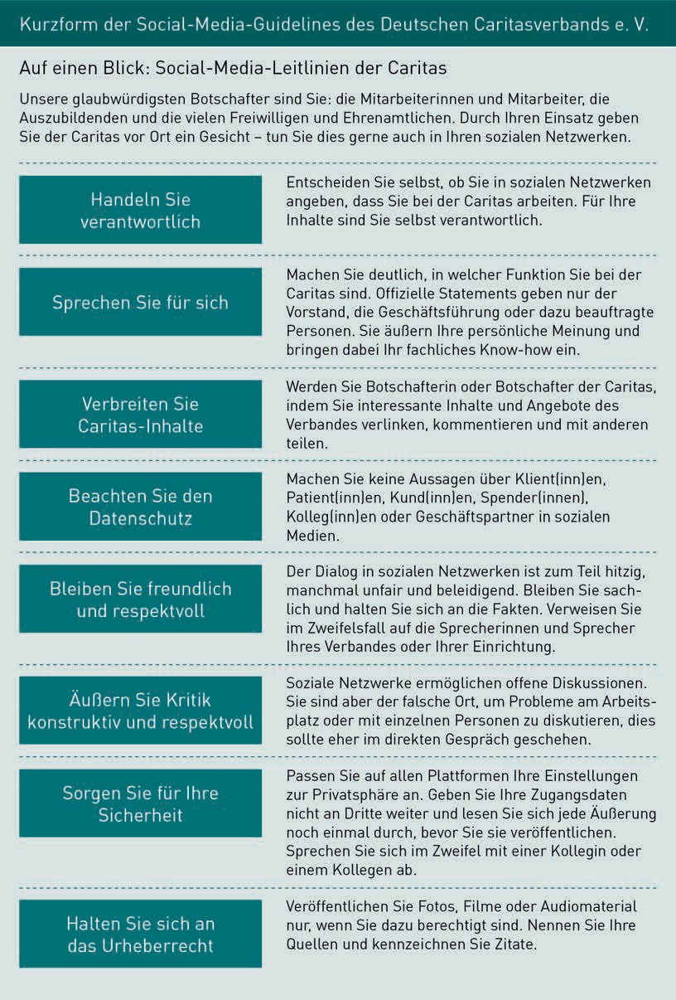 Kurzform der Social-Media-Guidelines des Deutschen Caritasverbands e. V.
Auf einen Blick: Social-Media-Leitlinien der Caritas
Unsere glaubwürdigsten Botschafter sind Sie: die Mitarbeiterinnen und Mitarbeiter, die
Auszubildenden und die vielen Freiwilligen und Ehrenamtlichen. Durch Ihren Einsatz geben
Sie der Caritas vor Ort ein Gesicht – tun Sie dies gerne auch in Ihren sozialen Netzwerken.
Handeln Sie
verantwortlich
Entscheiden Sie selbst, ob Sie in sozialen Netzwerken
angeben, dass Sie bei der Caritas arbeiten. Für Ihre
Inhalte sind Sie selbst verantwortlich.
Sprechen Sie für sich
Machen Sie deutlich, in welcher Funktion Sie bei der
Caritas sind. Offizielle Statements geben nur der
Vorstand, die Geschäftsführung oder dazu beauftragte
Personen. Sie äußern Ihre persönliche Meinung und
bringen dabei Ihr fachliches Know-how ein.
Verbreiten Sie
Caritas-Inhalte
Werden Sie Botschafterin oder Botschafter der Caritas,
indem Sie interessante Inhalte und Angebote des
Verbandes verlinken, kommentieren und mit anderen
teilen.
Beachten Sie den
Datenschutz
Machen Sie keine Aussagen über Klient(inn)en,
Patient(inn)en, Kund(inn)en, Spender(innen),
Kolleg(inn)en oder Geschäftspartner in sozialen
Medien.
Bleiben Sie freundlich
und respektvoll
Der Dialog in sozialen Netzwerken ist zum Teil hitzig,
manchmal unfair und beleidigend. Bleiben Sie sach-
lich und halten Sie sich an die Fakten. Verweisen Sie
im Zweifelsfall auf die Sprecherinnen und Sprecher
Ihres Verbandes oder Ihrer Einrichtung.
Äußern Sie Kritik
konstruktiv und respektvoll
Soziale Netzwerke ermöglichen offene Diskussionen.
Sie sind aber der falsche Ort, um Probleme am Arbeits-
platz oder mit einzelnen Personen zu diskutieren, dies
sollte eher im direkten Gespräch geschehen.
Sorgen Sie für Ihre
Sicherheit
Passen Sie auf allen Plattformen Ihre Einstellungen
zur Privatsphäre an. Geben Sie Ihre Zugangsdaten
nicht an Dritte weiter und lesen Sie sich jede Äußerung
noch einmal durch, bevor Sie sie veröffentlichen.
Sprechen Sie sich im Zweifel mit einer Kollegin oder
einem Kollegen ab.
Halten Sie sich an
das Urheberrecht
Veröffentlichen Sie Fotos, Filme oder Audiomaterial
nur, wenn Sie dazu berechtigt sind. Nennen Sie Ihre
Quellen und kennzeichnen Sie Zitate.